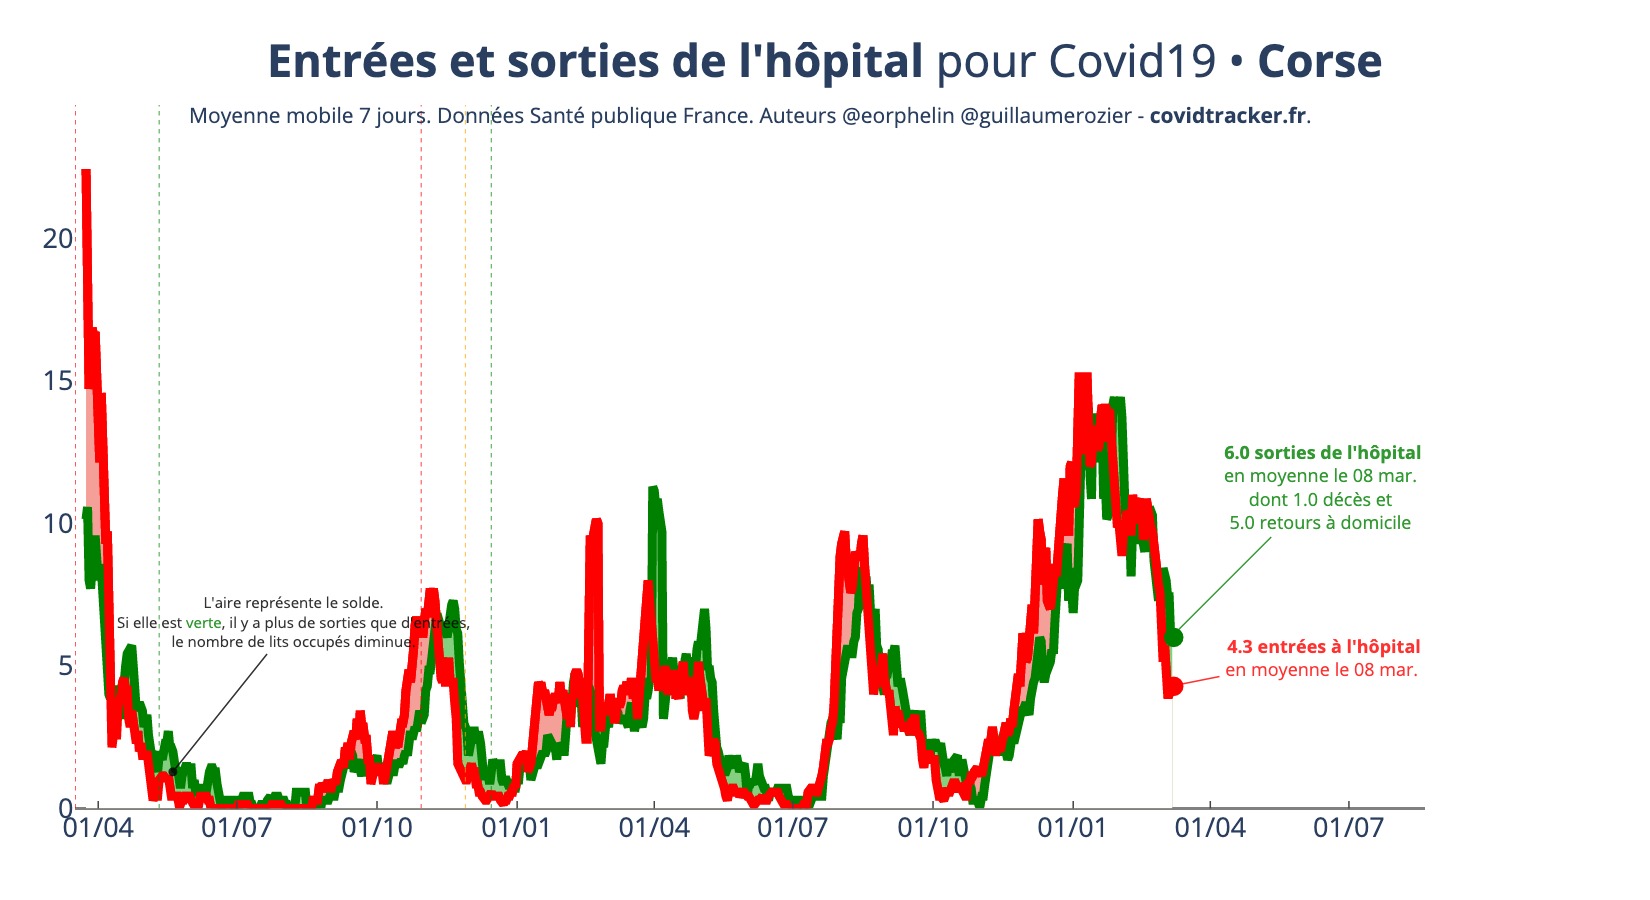 Entrées et sorties de l'hôpital pour Covid19 • Corse
Moyenne mobile 7 jours. Données Santé publique France. Auteurs @eorphelin @guillaumerozier - covidtracker.fr.
20
15
10
5
0
L'aire représente le solde.
Si elle est verte, il y a plus de sorties que d'entrées,
le nombre de lits occupés diminue.
6.0 sorties de l'hôpital
en moyenne le 08 mar.
dont 1.0 décès et
5.0 retours à domicile
4.3 entrées à l'hôpital
en moyenne le 08 mar.
01/04 01/07 01/10 01/01 01/04 01/07 01/10 01/01 01/04 01/07